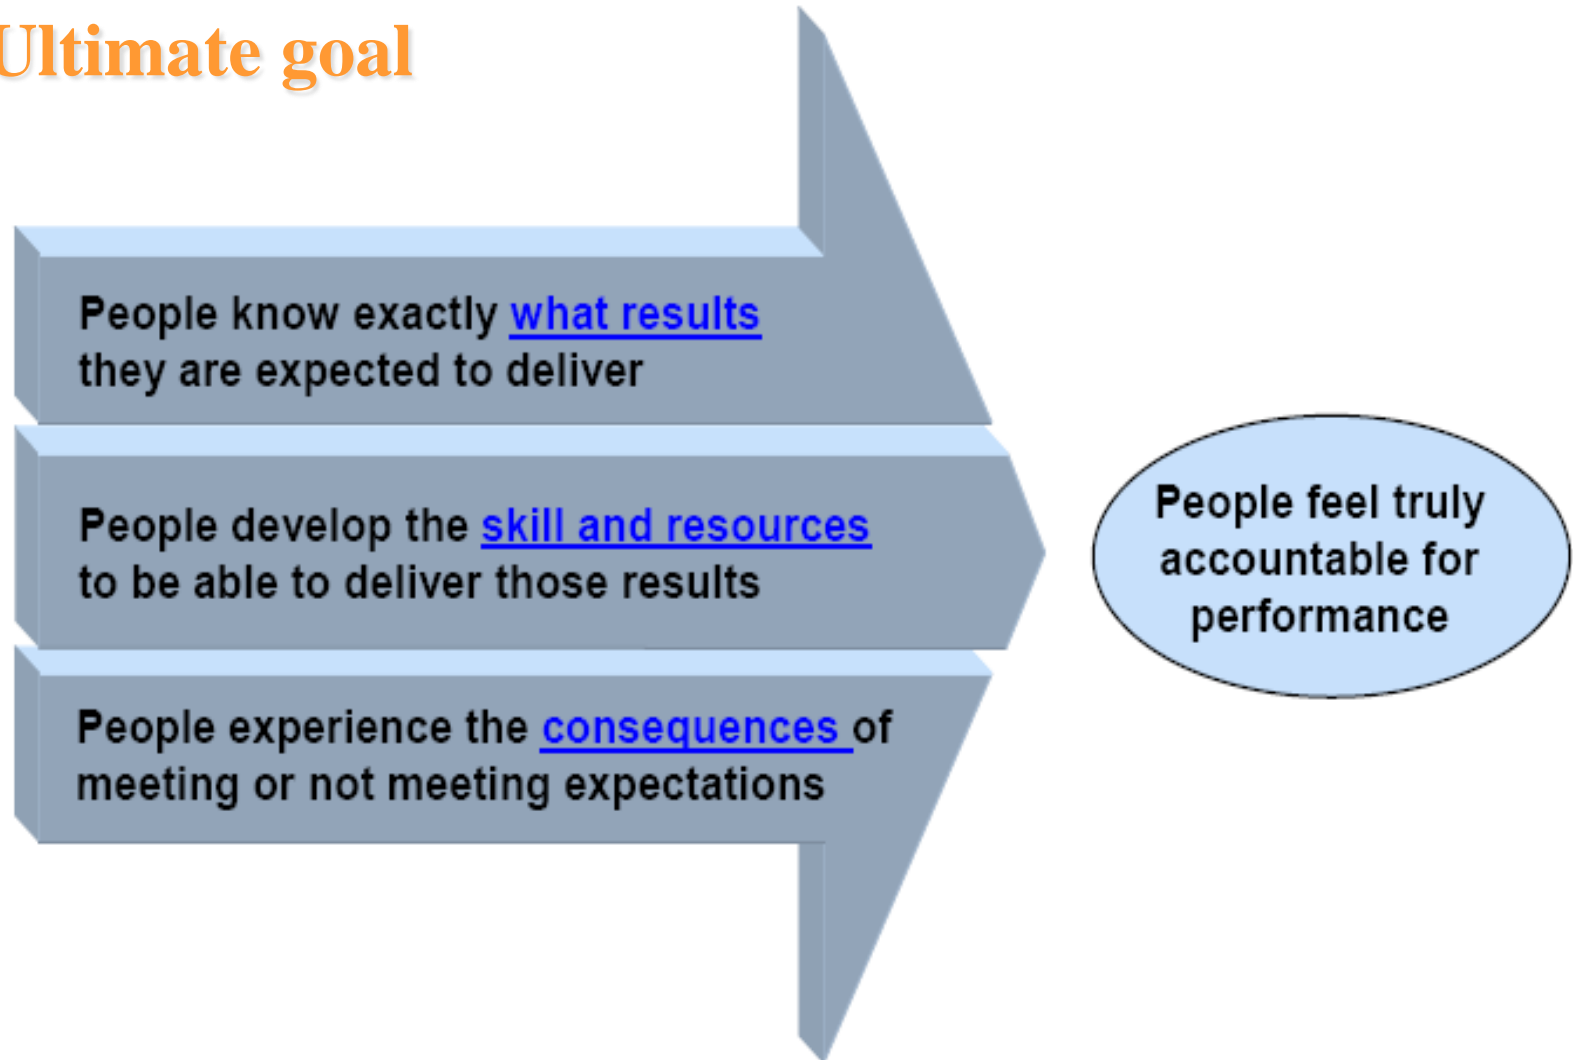 Ultimate goal
People know exactly what results
they are expected to deliver
People develop the skill and resources
to be able to deliver those results
People experience the consequences of
meeting or not meeting expectations
People feel truly
accountable for
performance